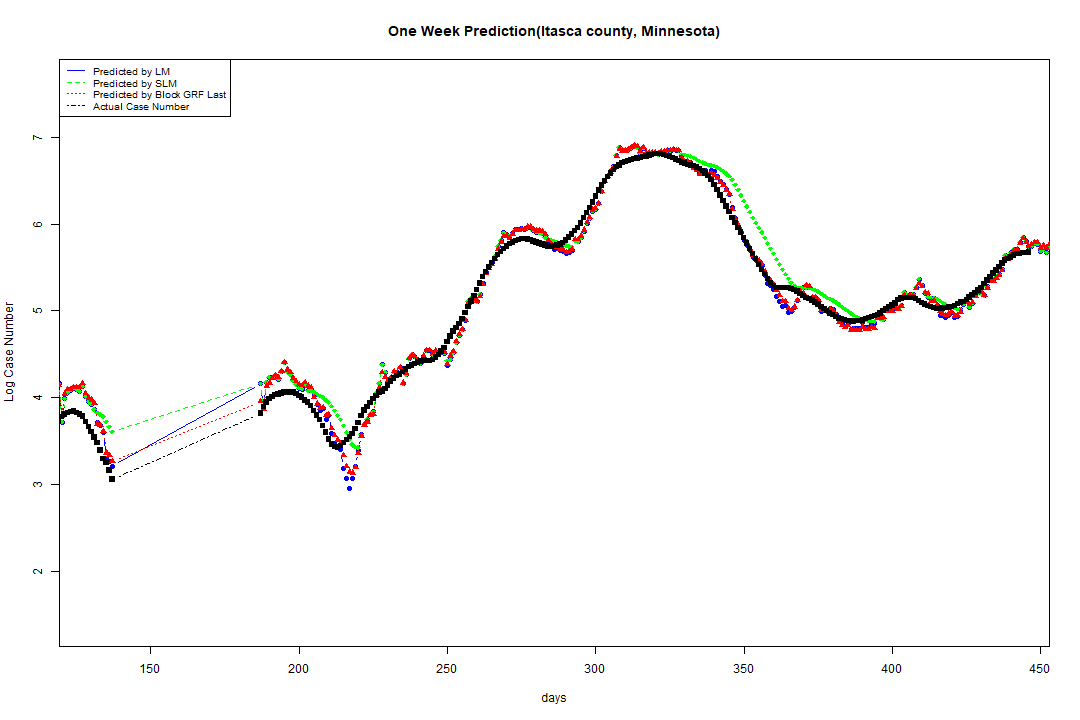 One Week Prediction(Itasca county, Minnesota)
Predicted by LM
Predicted by SLM
Predicted by Block GRF Last
Actual Case Number
Log Case Number
7
6
5
4
3
2
150 200 250 300 350 400 450
days